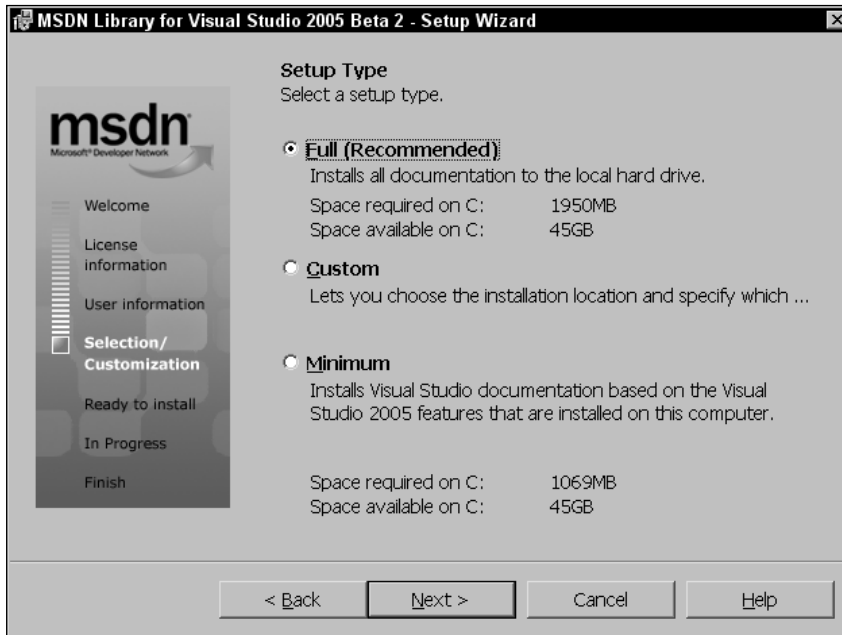 MSDN Library for Visual Studio 2005 Beta 2 - Setup Wizard
msdn
Microsoft® Developer Network
Welcome
License
information
User information
Selection/
Customization
Ready to install
In Progress
Finish
Setup Type
Select a setup type.
Full (Recommended)
Installs all documentation to the local hard drive.
Space required on C: 1950MB
Space available on C: 45GB
Custom
Lets you choose the installation location and specify which ...
Minimum
Installs Visual Studio documentation based on the Visual
Studio 2005 features that are installed on this computer.
Space required on C: 1069MB
Space available on C: 45GB
< Back
Next >
Cancel
Help